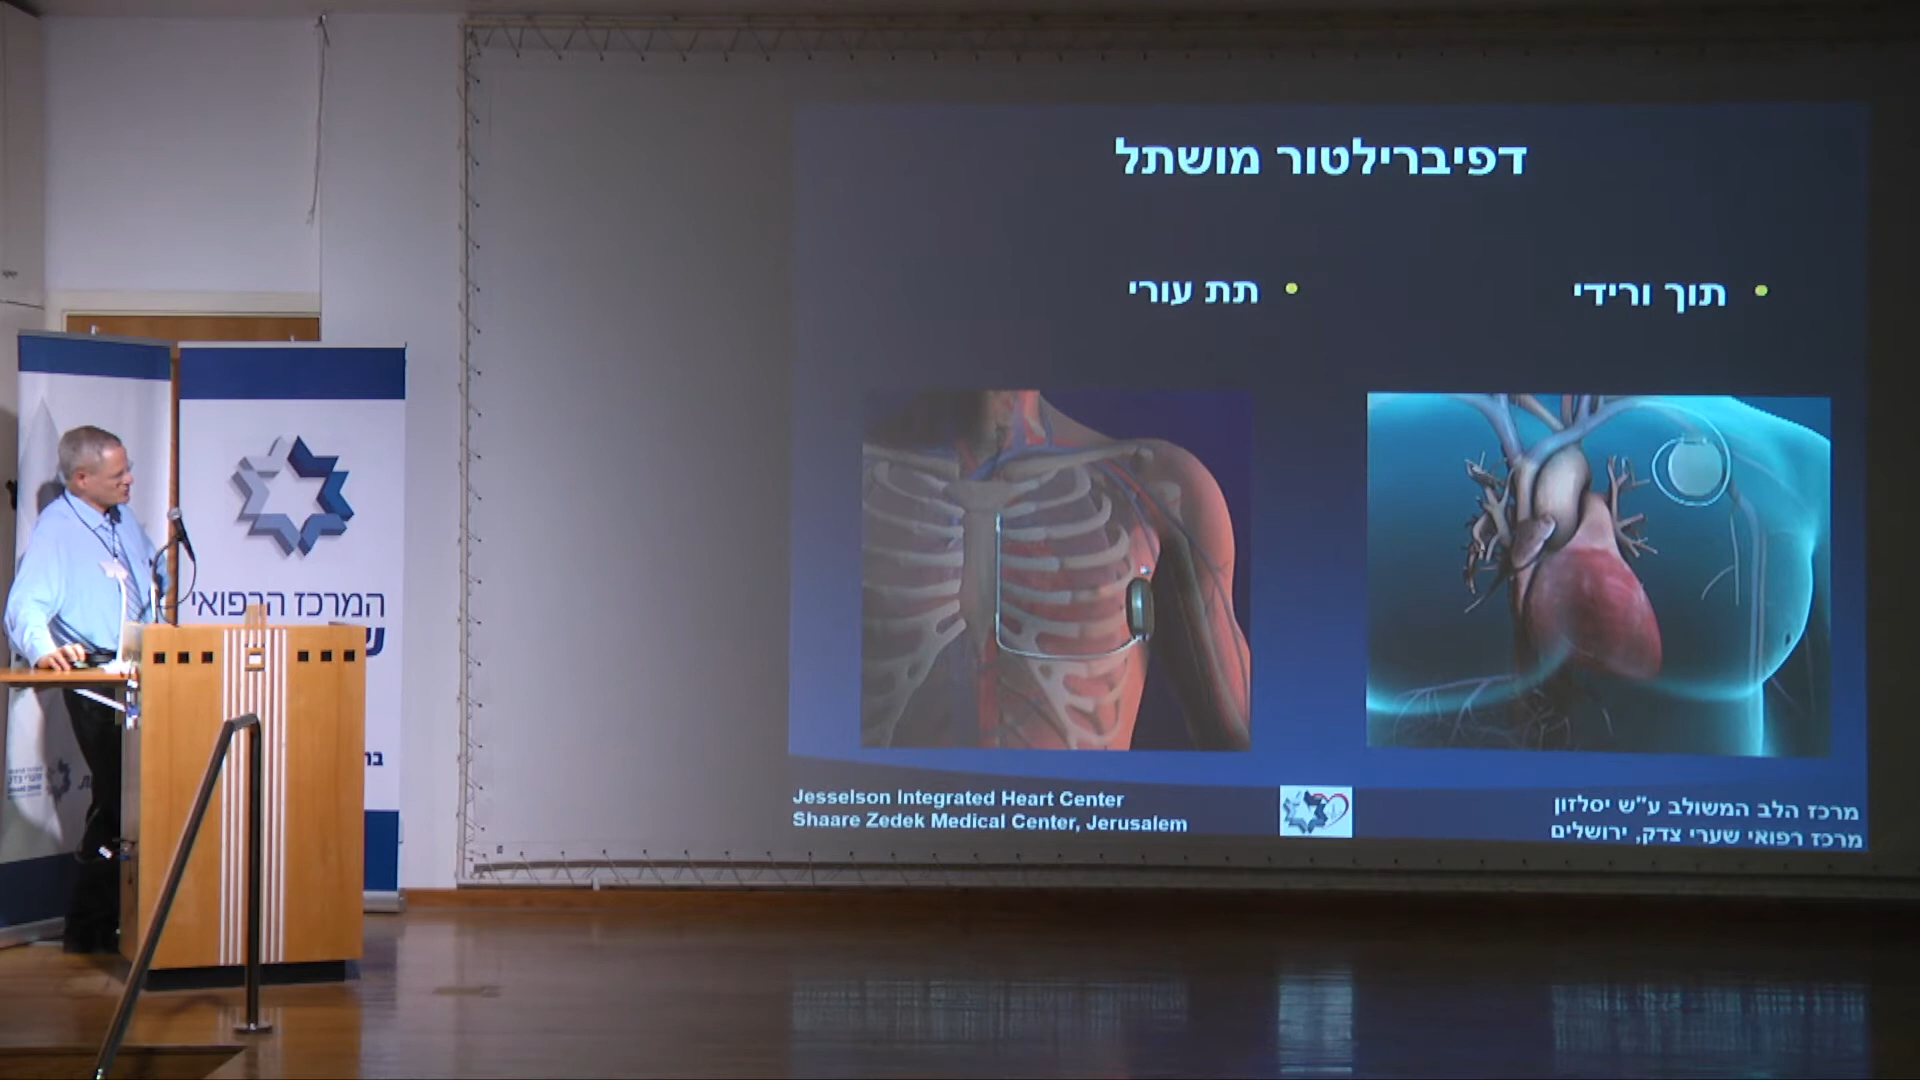 דפיברילטור מושתל
תוך ורידי
תת עורי
Jesselson Integrated Heart Center
Shaare Zedek Medical Center, Jerusalem
מרכז הלב המשולב ע"ש יסלזון
מרכז רפואי שערי צדק, ירושלים
המרכז הרפואי